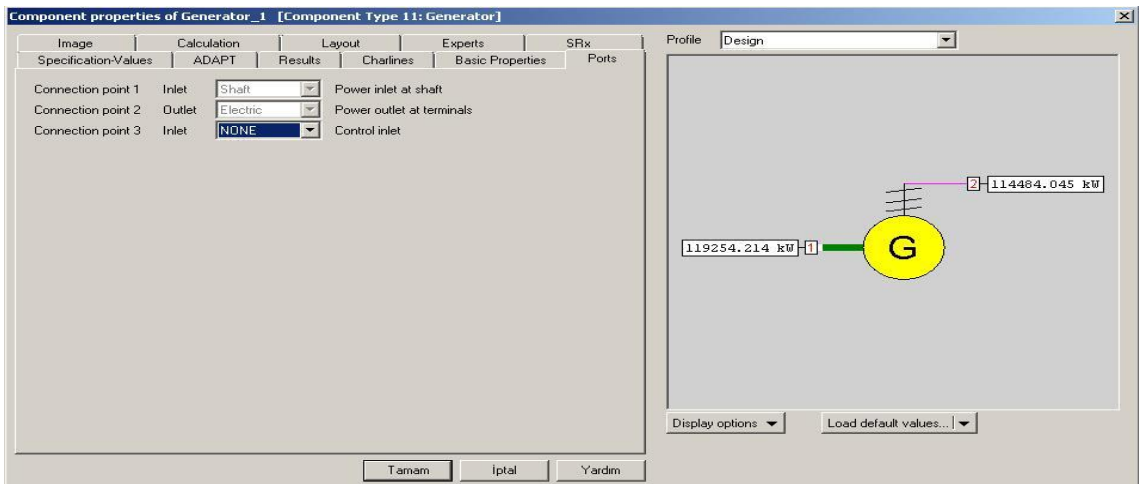 Component properties of Generator_1 [Component Type 11: Generator]
Image Calculation Layout Experts SRx
Specification-Values ADAPT Results Charlines Basic Properties Ports
Connection point 1 Inlet Shaft Power inlet at shaft
Connection point 2 Outlet Electric Power outlet at terminals
Connection point 3 Inlet NONE Control inlet
Profile Design
2 114484.045 kW
119254.214 kW 1 G
Display options Load default values...
Tamam İptal Yardım